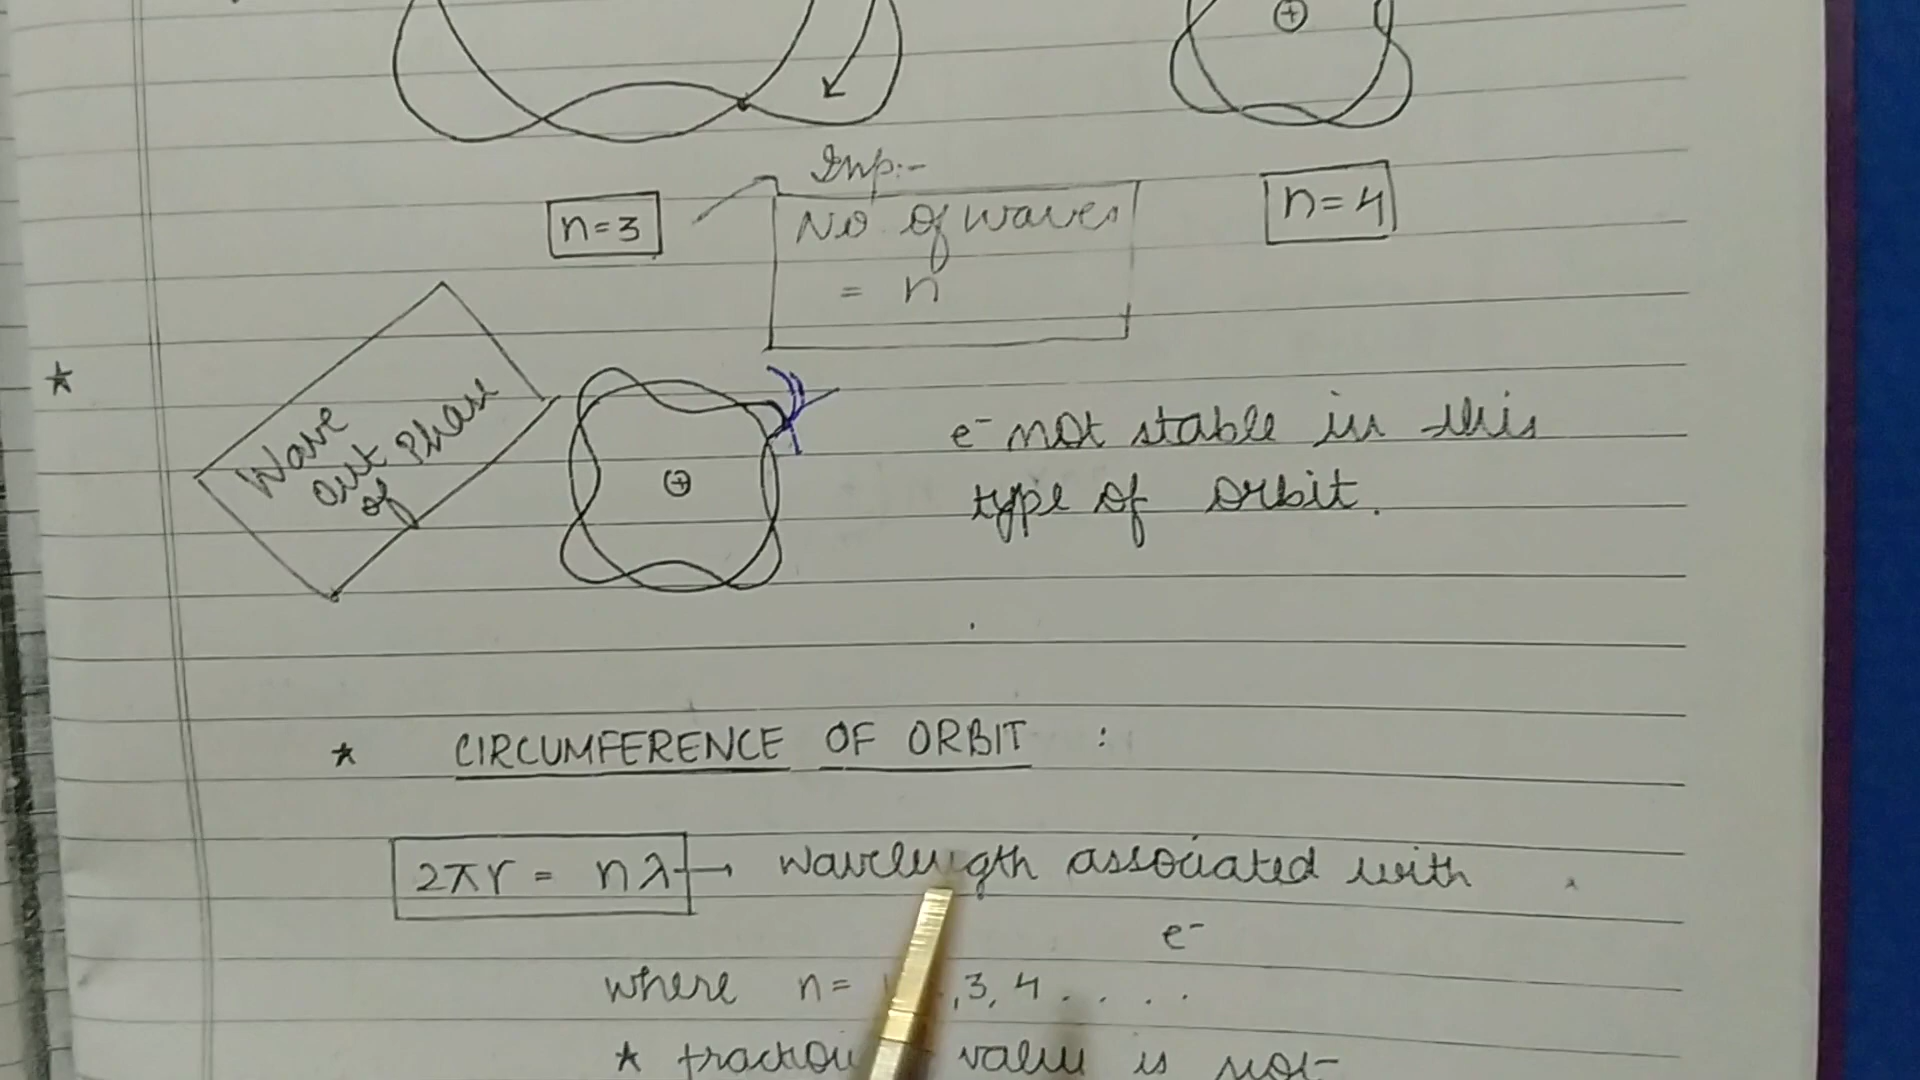 ⊕
Imp:-
n=3
No of waves
= n
n=4
★
Wave
out Phase
of
⊕
e⁻ not stable in this
type of orbit.
★ CIRCUMFERENCE OF ORBIT :
2πr = nλ → wavelength associated with
e⁻
where n= ,3, 4 . . . .
★ value is not